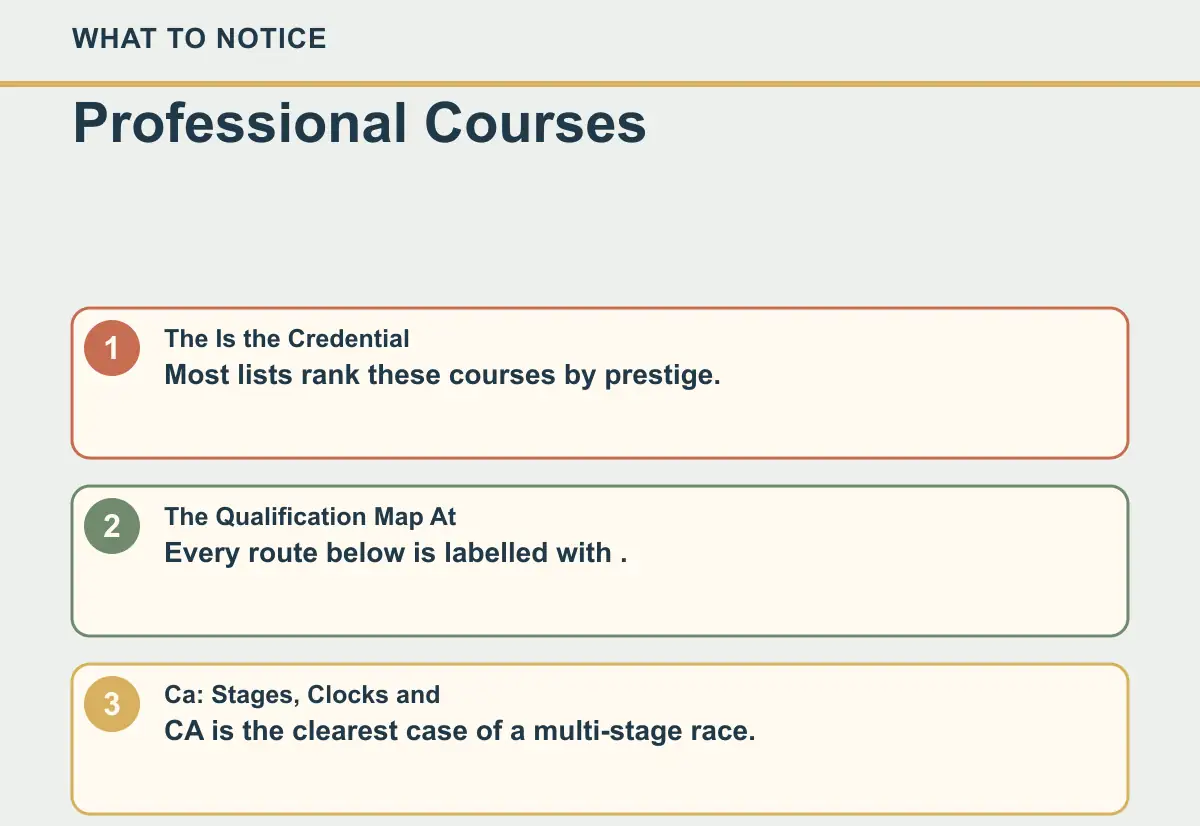 WHAT TO NOTICE
Professional Courses
1
The Is the Credential
Most lists rank these courses by prestige.
2
The Qualification Map At
Every route below is labelled with .
3
Ca: Stages, Clocks and
CA is the clearest case of a multi-stage race.